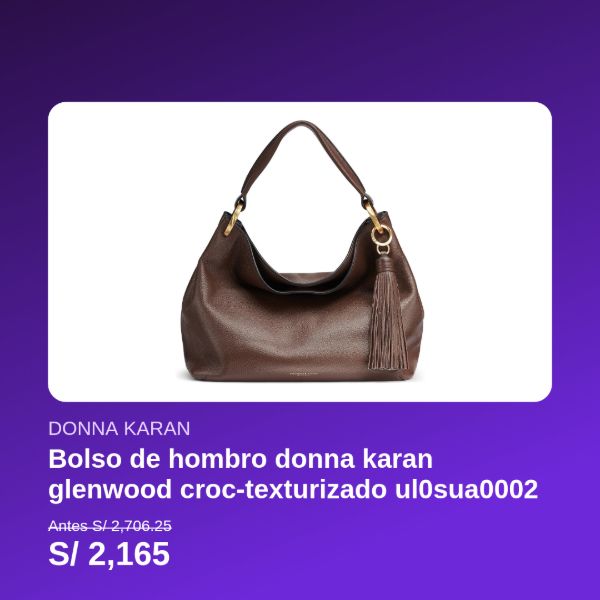 DONNA KARAN
Bolso de hombro donna karan
glenwood croc-texturizado ul0sua0002
Antes S/ 2,706.25
S/ 2,165